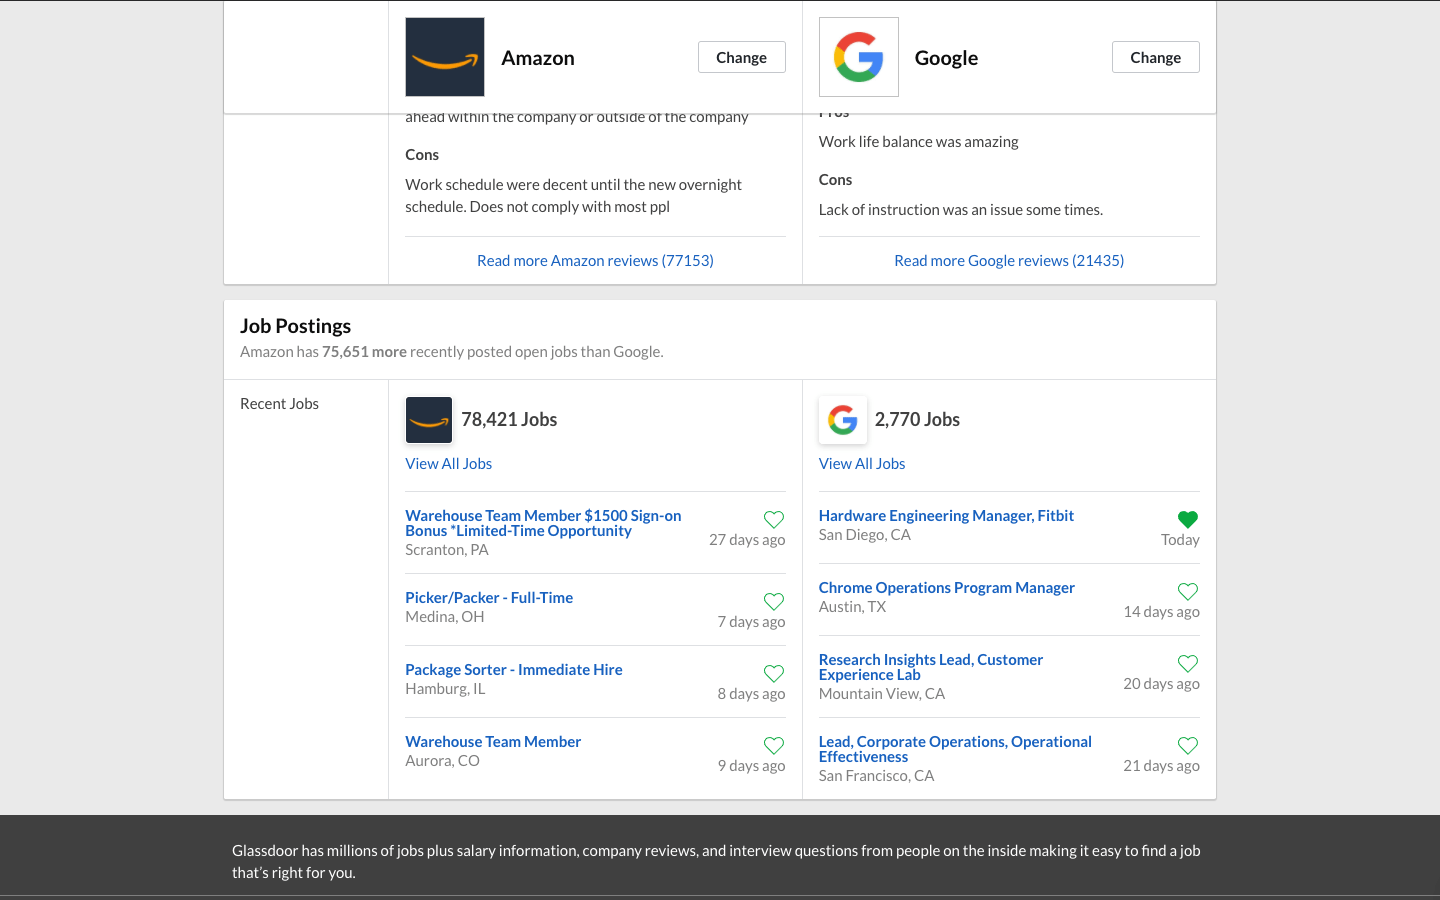 Amazon
Change
Google
Change
ahead within the company or outside of the company
Cons
Work schedule were decent until the new overnight
schedule. Does not comply with most ppl
Read more Amazon reviews (77153)
Pros
Work life balance was amazing
Cons
Lack of instruction was an issue some times.
Read more Google reviews (21435)
Job Postings
Amazon has 75,651 more recently posted open jobs than Google.
Recent Jobs
78,421 Jobs
View All Jobs
Warehouse Team Member $1500 Sign-on
Bonus *Limited-Time Opportunity
Scranton, PA
27 days ago
Picker/Packer - Full-Time
Medina, OH
7 days ago
Package Sorter - Immediate Hire
Hamburg, IL
8 days ago
Warehouse Team Member
Aurora, CO
9 days ago
2,770 Jobs
View All Jobs
Hardware Engineering Manager, Fitbit
San Diego, CA
Today
Chrome Operations Program Manager
Austin, TX
14 days ago
Research Insights Lead, Customer
Experience Lab
Mountain View, CA
20 days ago
Lead, Corporate Operations, Operational
Effectiveness
San Francisco, CA
21 days ago
Glassdoor has millions of jobs plus salary information, company reviews, and interview questions from people on the inside making it easy to find a job
that's right for you.